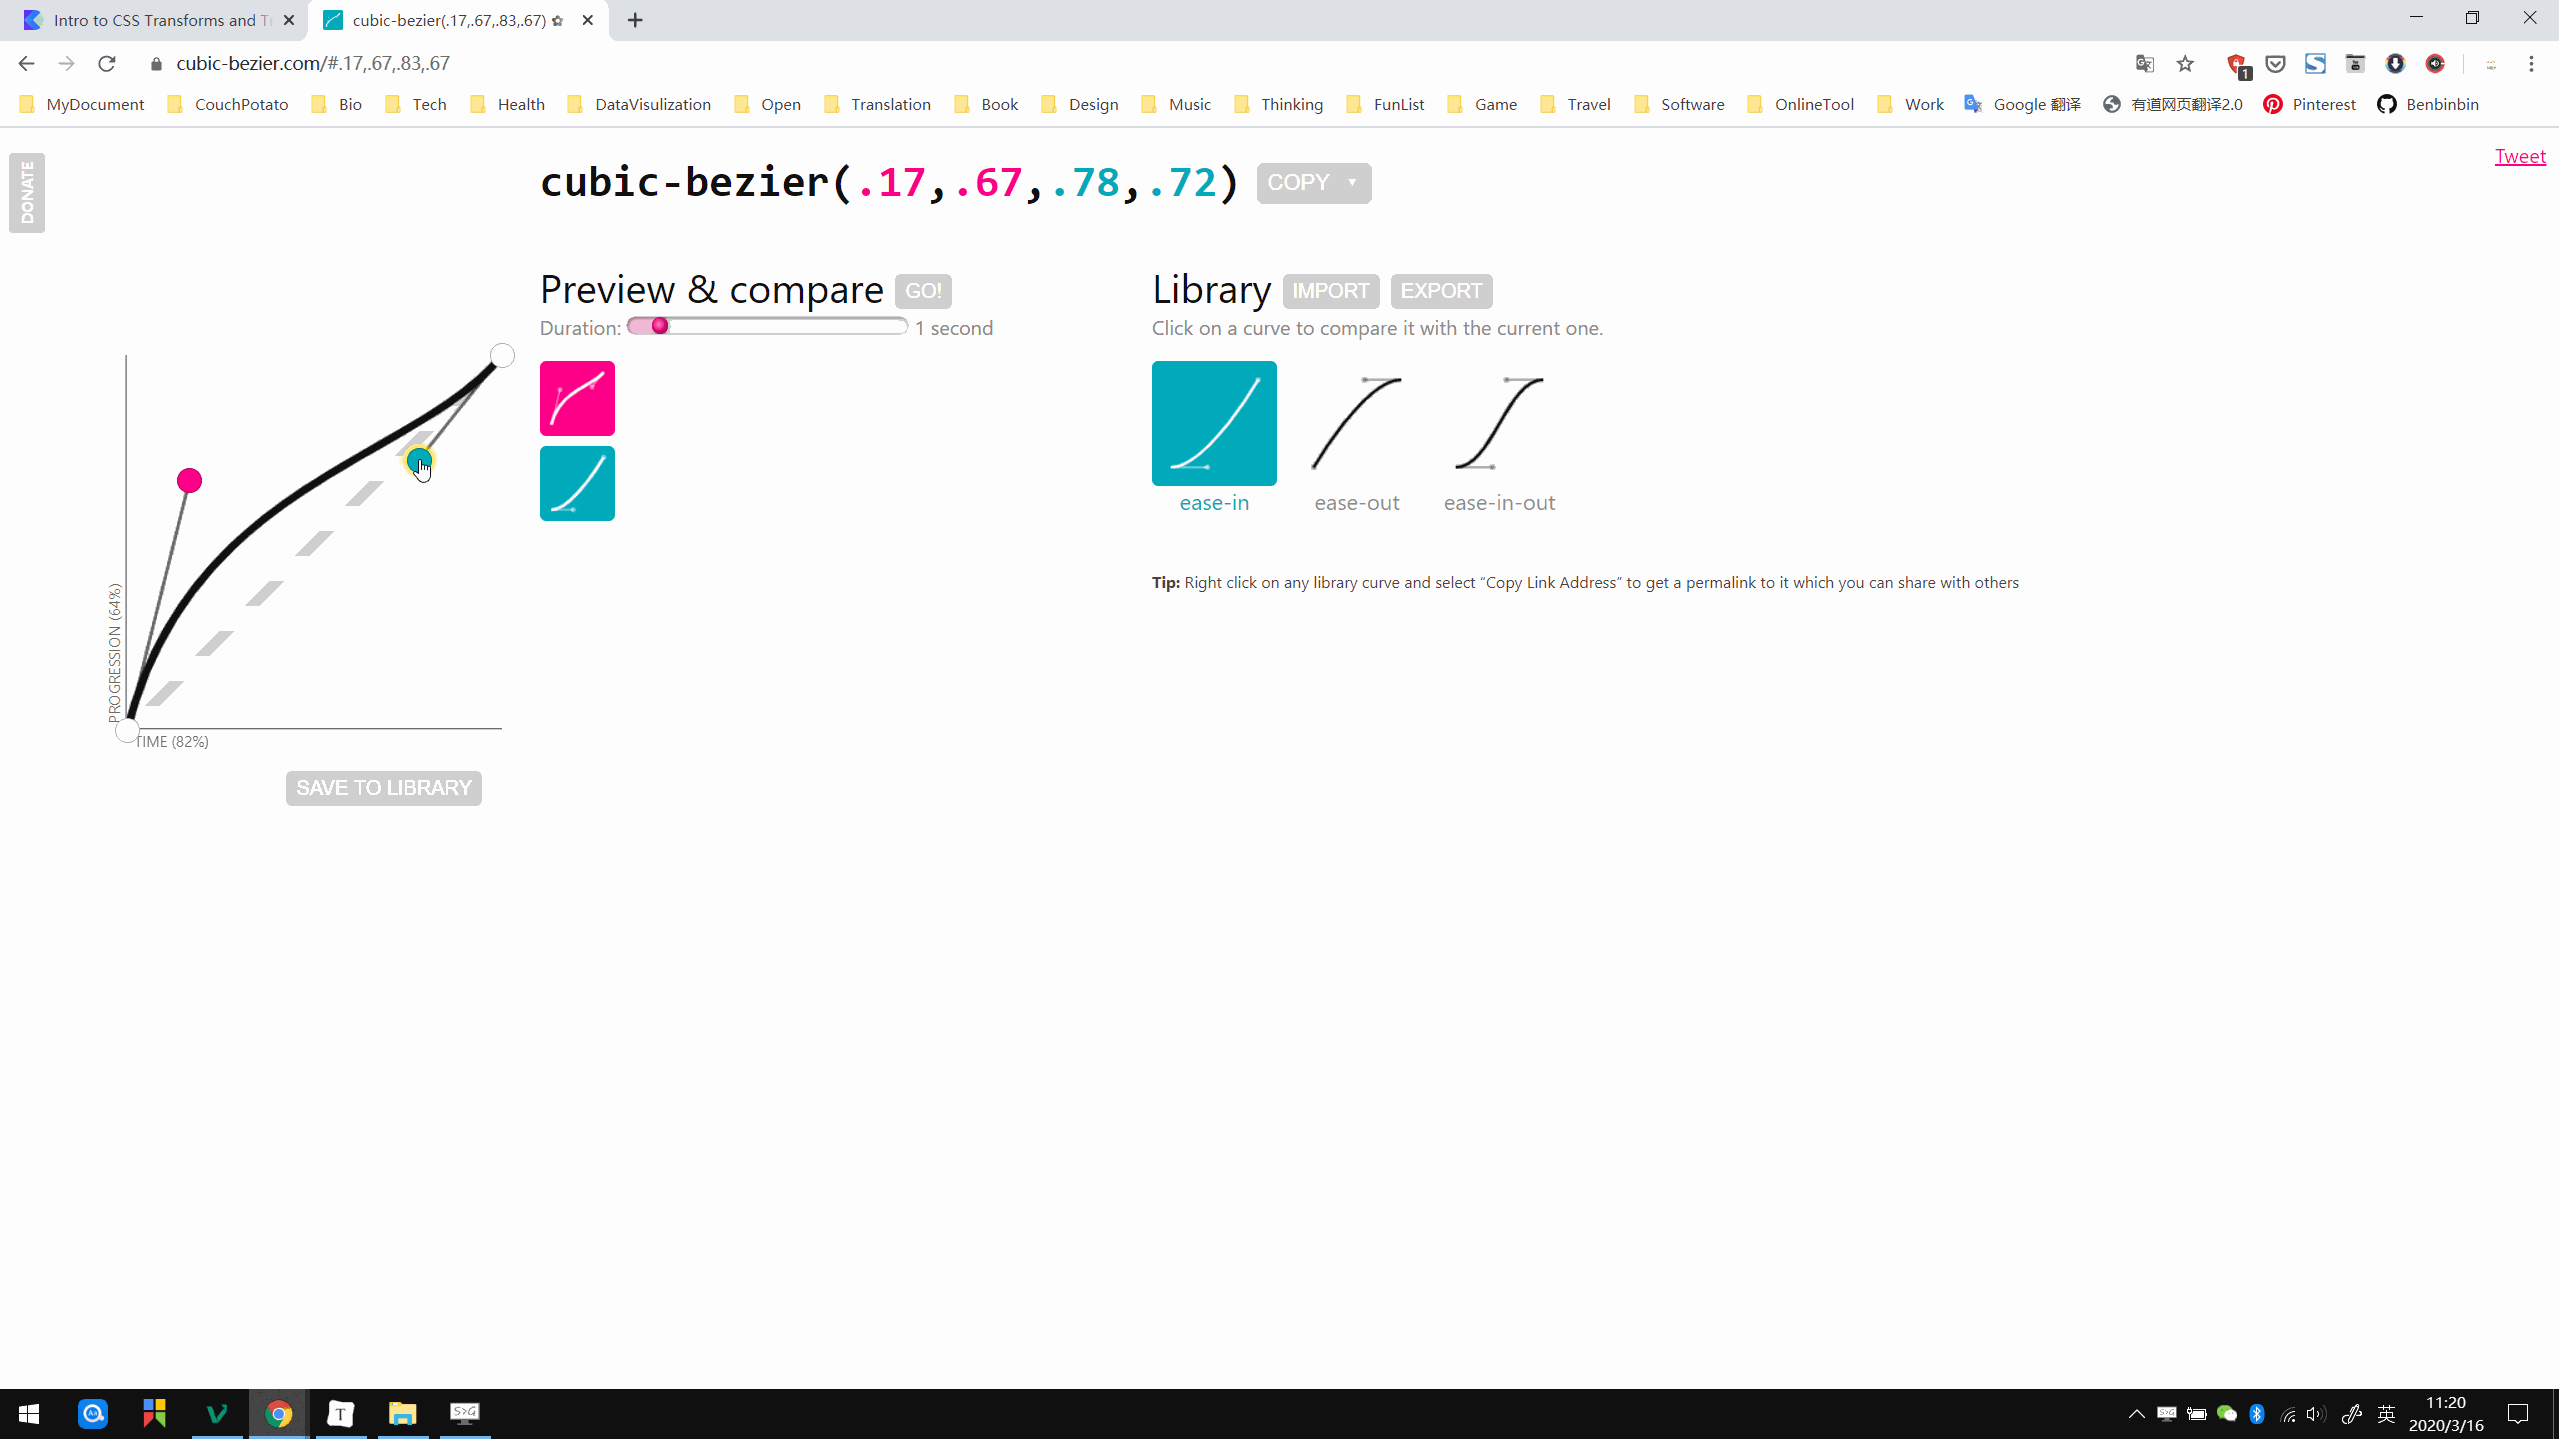 Intro to CSS Transforms and Tr
cubic-bezier(.17,.67,.83,.67) ✿
cubic-bezier.com/#.17,.67,.83,.67
1
MyDocument CouchPotato Bio Tech Health DataVisulization Open Translation Book Design Music Thinking FunList Game Travel Software OnlineTool Work Google 翻译 有道网页翻译2.0 Pinterest Benbinbin
DONATE
cubic-bezier(.17,.67,.78,.72) COPY
Tweet
Preview & compare GO!
Duration: 1 second
Library IMPORT EXPORT
Click on a curve to compare it with the current one.
ease-in ease-out ease-in-out
Tip: Right click on any library curve and select “Copy Link Address” to get a permalink to it which you can share with others
PROGRESSION (64%)
TIME (82%)
SAVE TO LIBRARY
T
S>G
S>G
英
11:20
2020/3/16